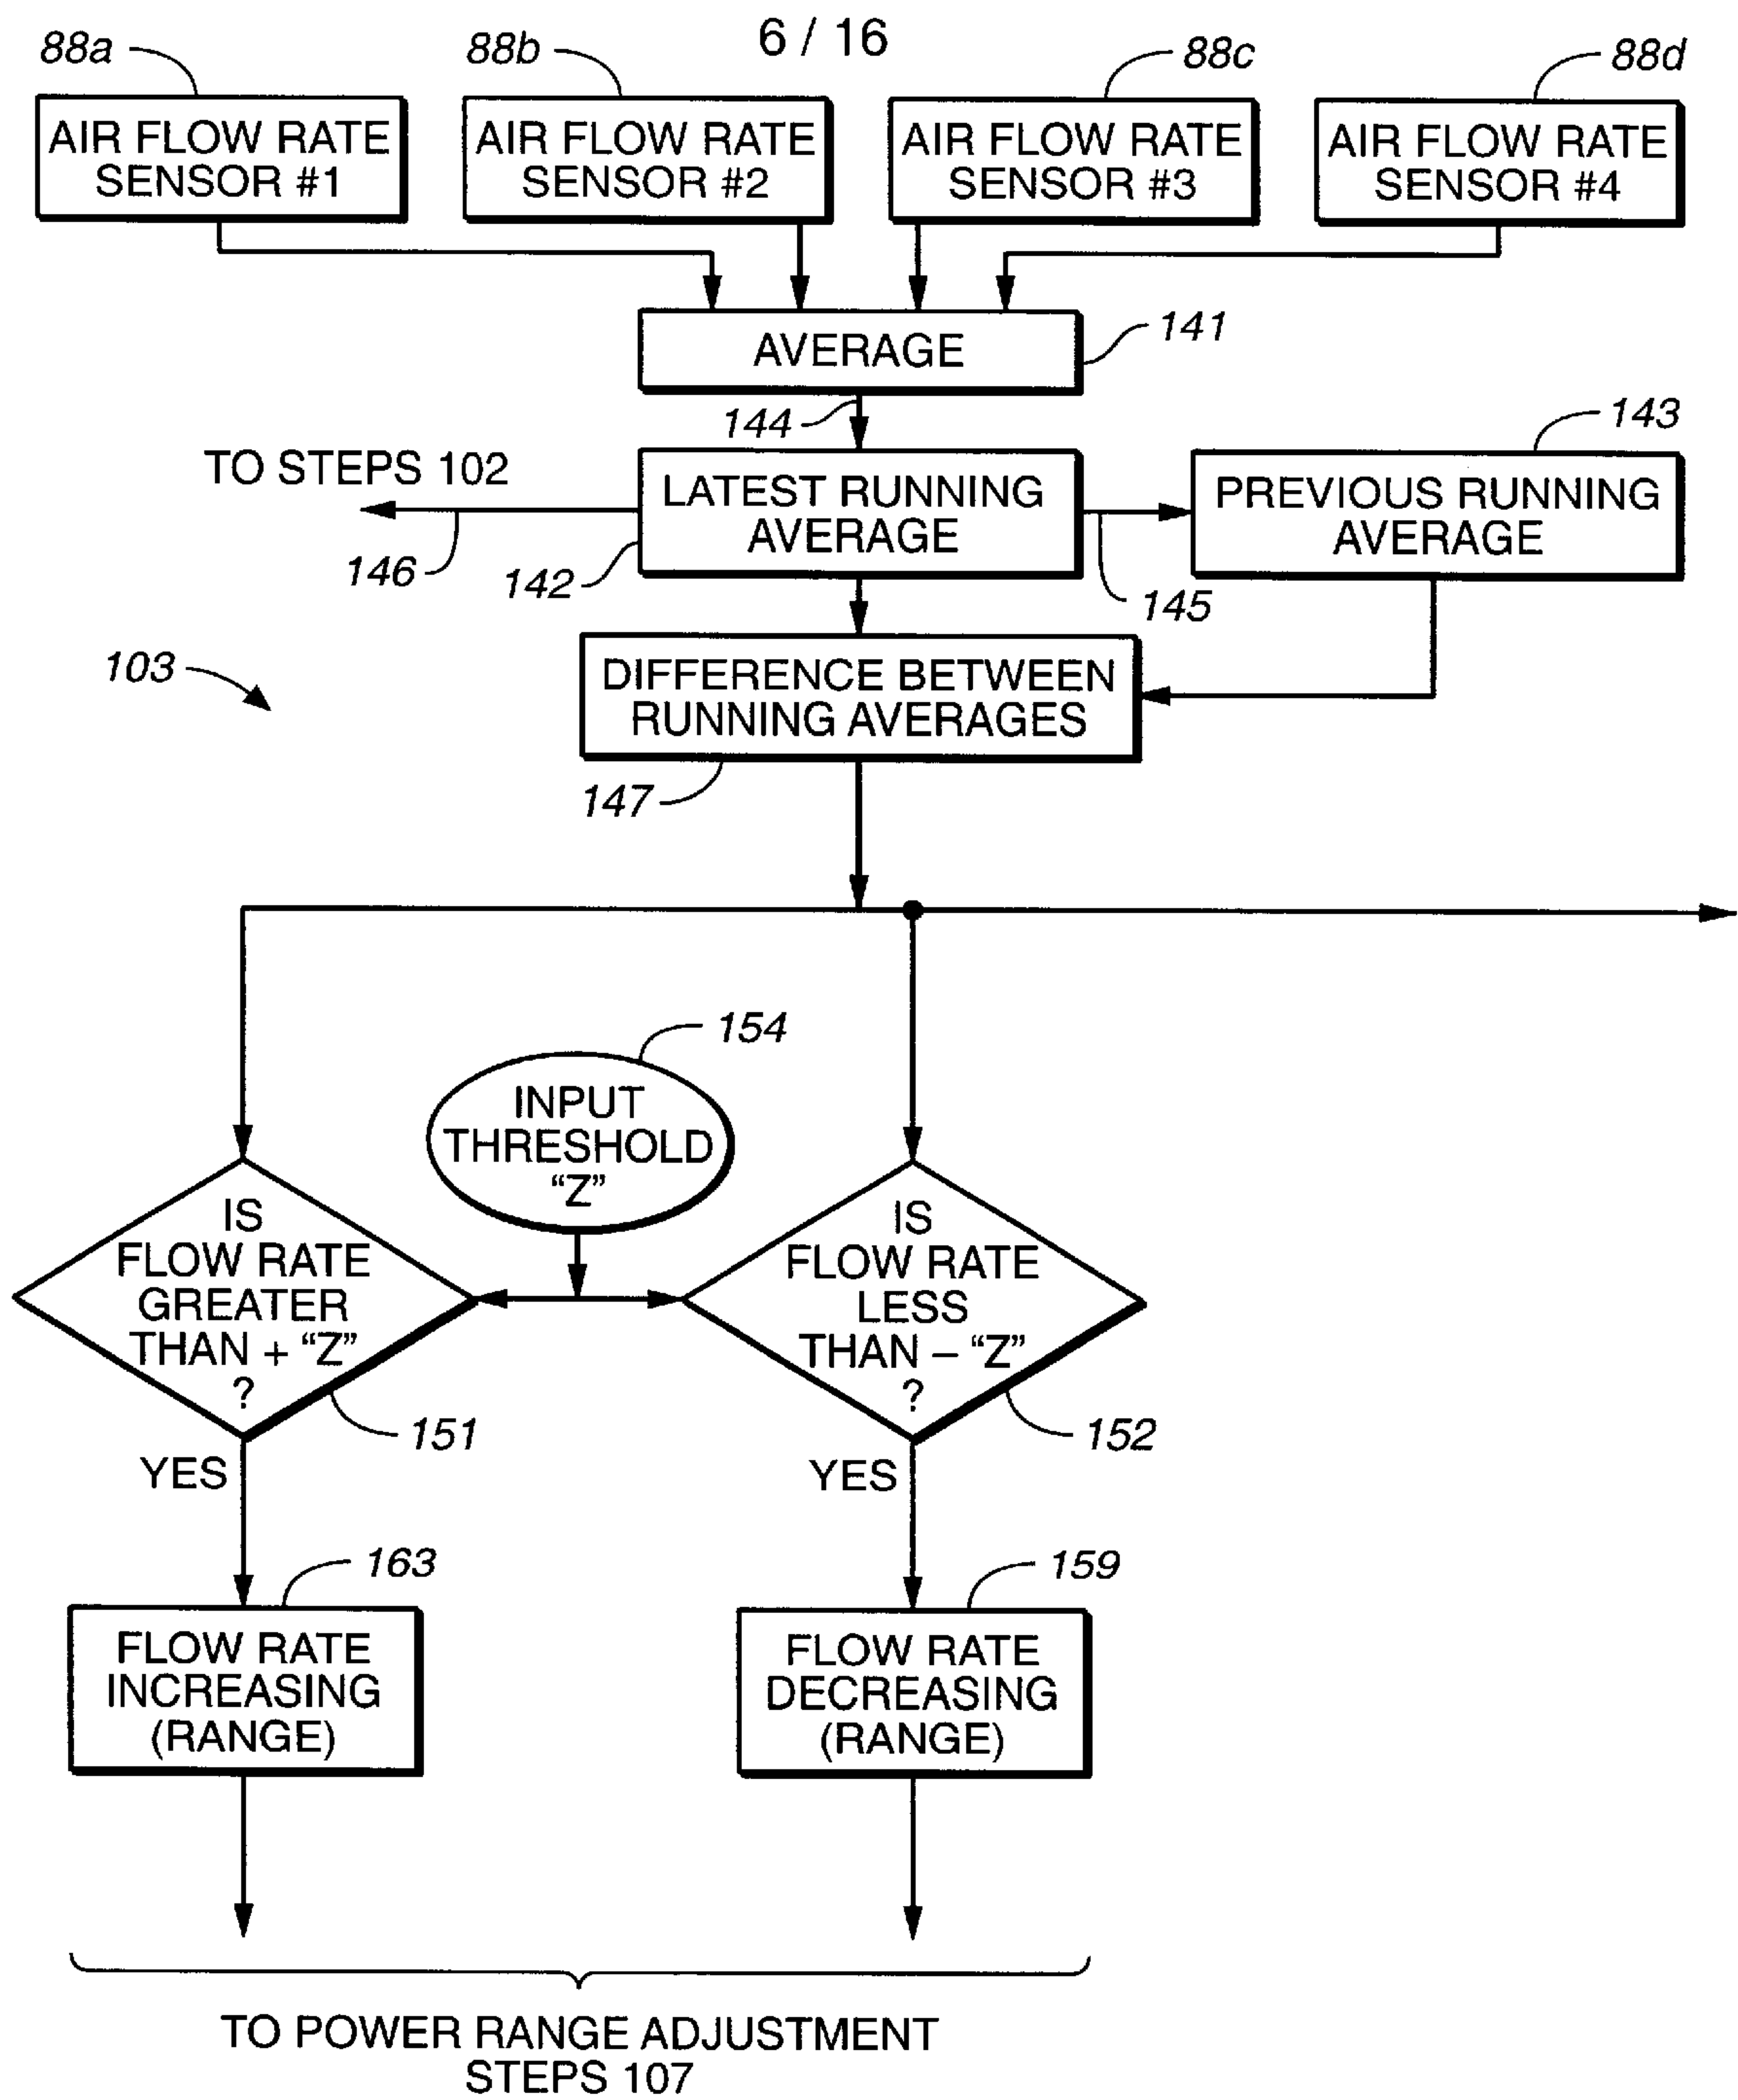 6 / 16
88a
88b
88c
88d
AIR FLOW RATE
SENSOR #1
AIR FLOW RATE
SENSOR #2
AIR FLOW RATE
SENSOR #3
AIR FLOW RATE
SENSOR #4
AVERAGE
141
144
143
TO STEPS 102
LATEST RUNNING
AVERAGE
PREVIOUS RUNNING
AVERAGE
146
142
145
103
DIFFERENCE BETWEEN
RUNNING AVERAGES
147
154
INPUT
THRESHOLD
“Z”
IS
FLOW RATE
GREATER
THAN + “Z”
?
IS
FLOW RATE
LESS
THAN – “Z”
?
151
152
YES
YES
163
159
FLOW RATE
INCREASING
(RANGE)
FLOW RATE
DECREASING
(RANGE)
TO POWER RANGE ADJUSTMENT
STEPS 107